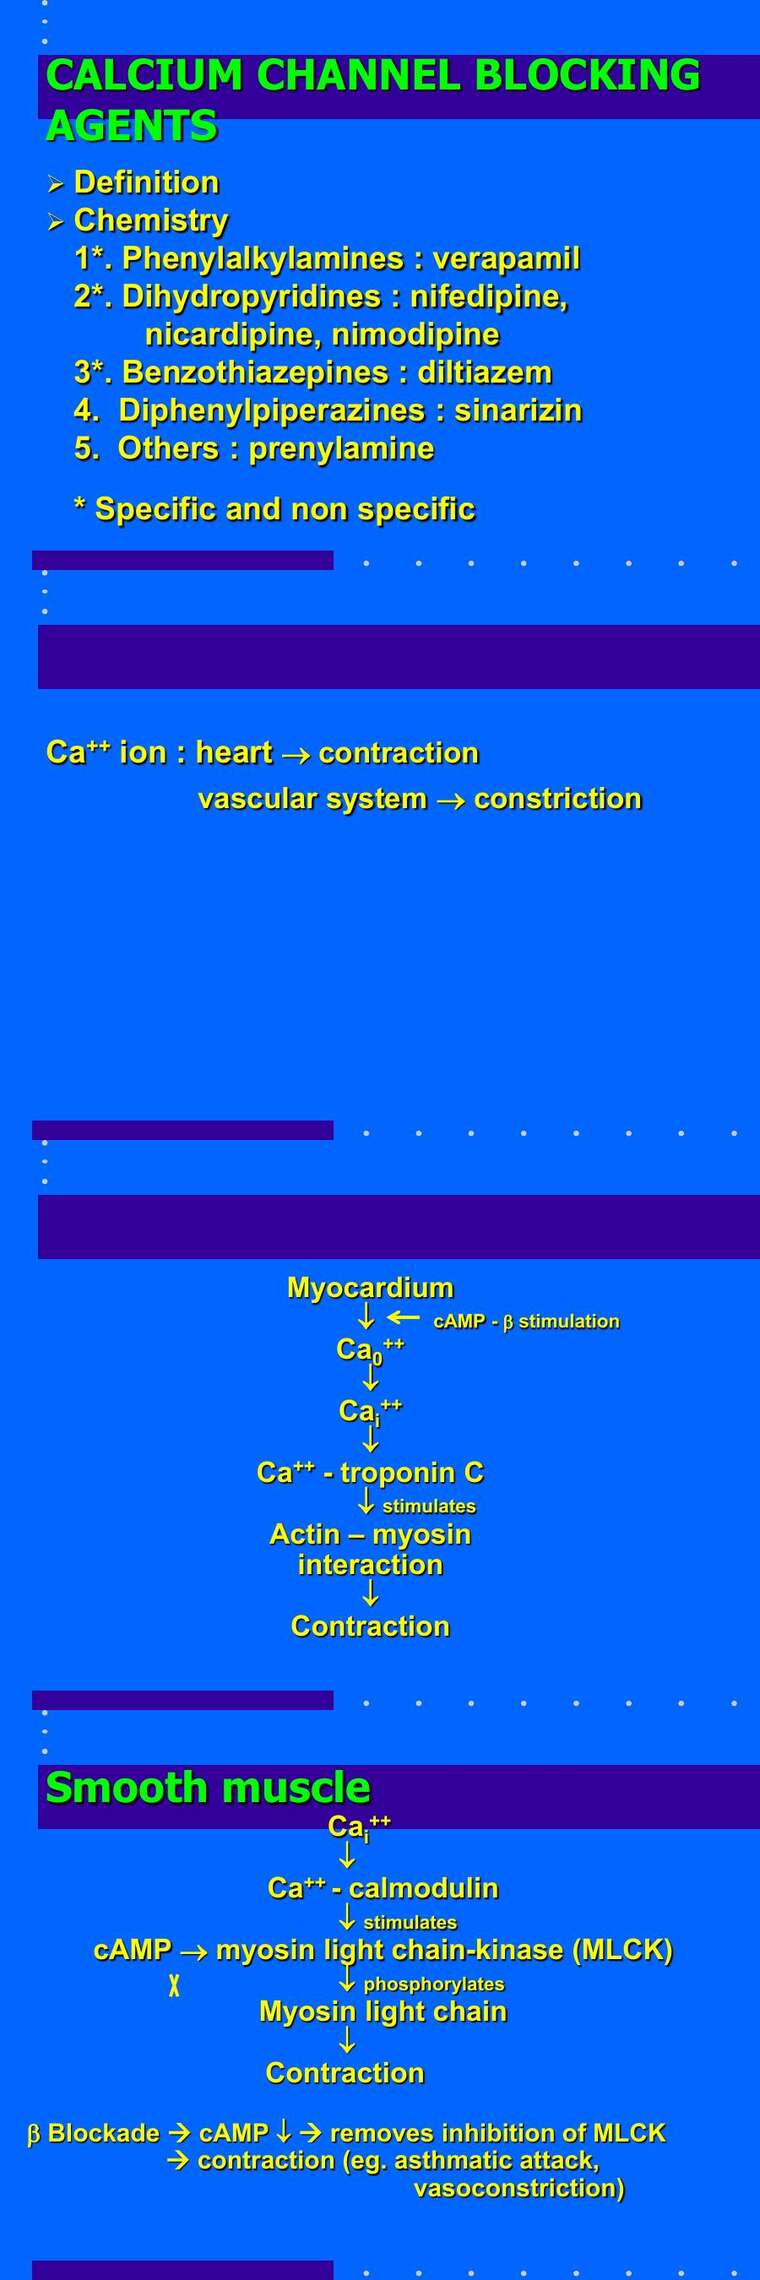 CALCIUM CHANNEL BLOCKING
AGENTS
➢ Definition
➢ Chemistry
1*. Phenylalkylamines : verapamil
2*. Dihydropyridines : nifedipine,
nicardipine, nimodipine
3*. Benzothiazepines : diltiazem
4. Diphenylpiperazines : sinarizin
5. Others : prenylamine
* Specific and non specific
Ca⁺⁺ ion : heart → contraction
vascular system → constriction
Myocardium
↓ ← cAMP - β stimulation
Ca₀⁺⁺
↓
Caᵢ⁺⁺
↓
Ca⁺⁺ - troponin C
↓ stimulates
Actin – myosin
interaction
↓
Contraction
Smooth muscle
Caᵢ⁺⁺
↓
Ca⁺⁺ - calmodulin
↓ stimulates
cAMP → myosin light chain-kinase (MLCK)
X ↓ phosphorylates
Myosin light chain
↓
Contraction
β Blockade → cAMP ↓ → removes inhibition of MLCK
→ contraction (eg. asthmatic attack,
vasoconstriction)